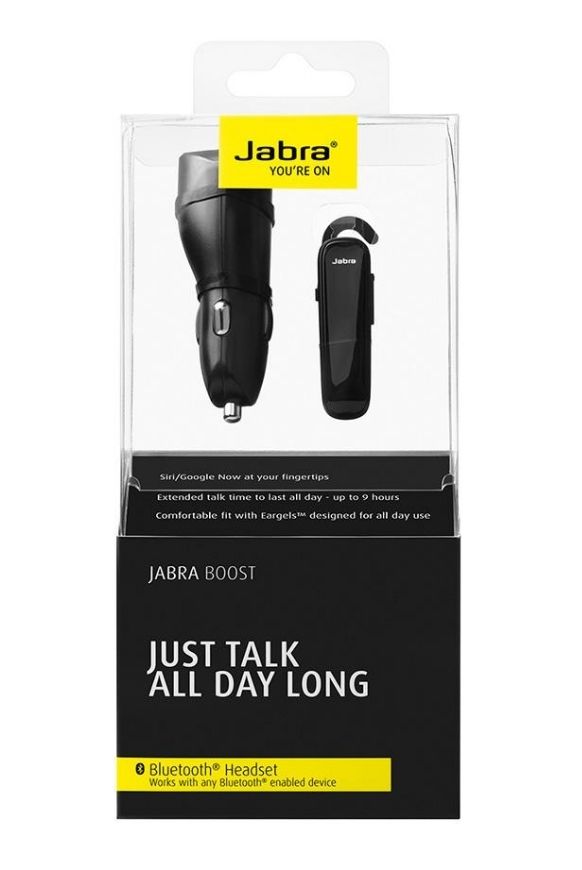 Jabra®
YOU'RE ON
Jabra
Siri/Google Now at your fingertips
Extended talk time to last all day - up to 9 hours
Comfortable fit with Eargels™ designed for all day use
JABRA BOOST
JUST TALK
ALL DAY LONG
Bluetooth® Headset
Works with any Bluetooth® enabled device